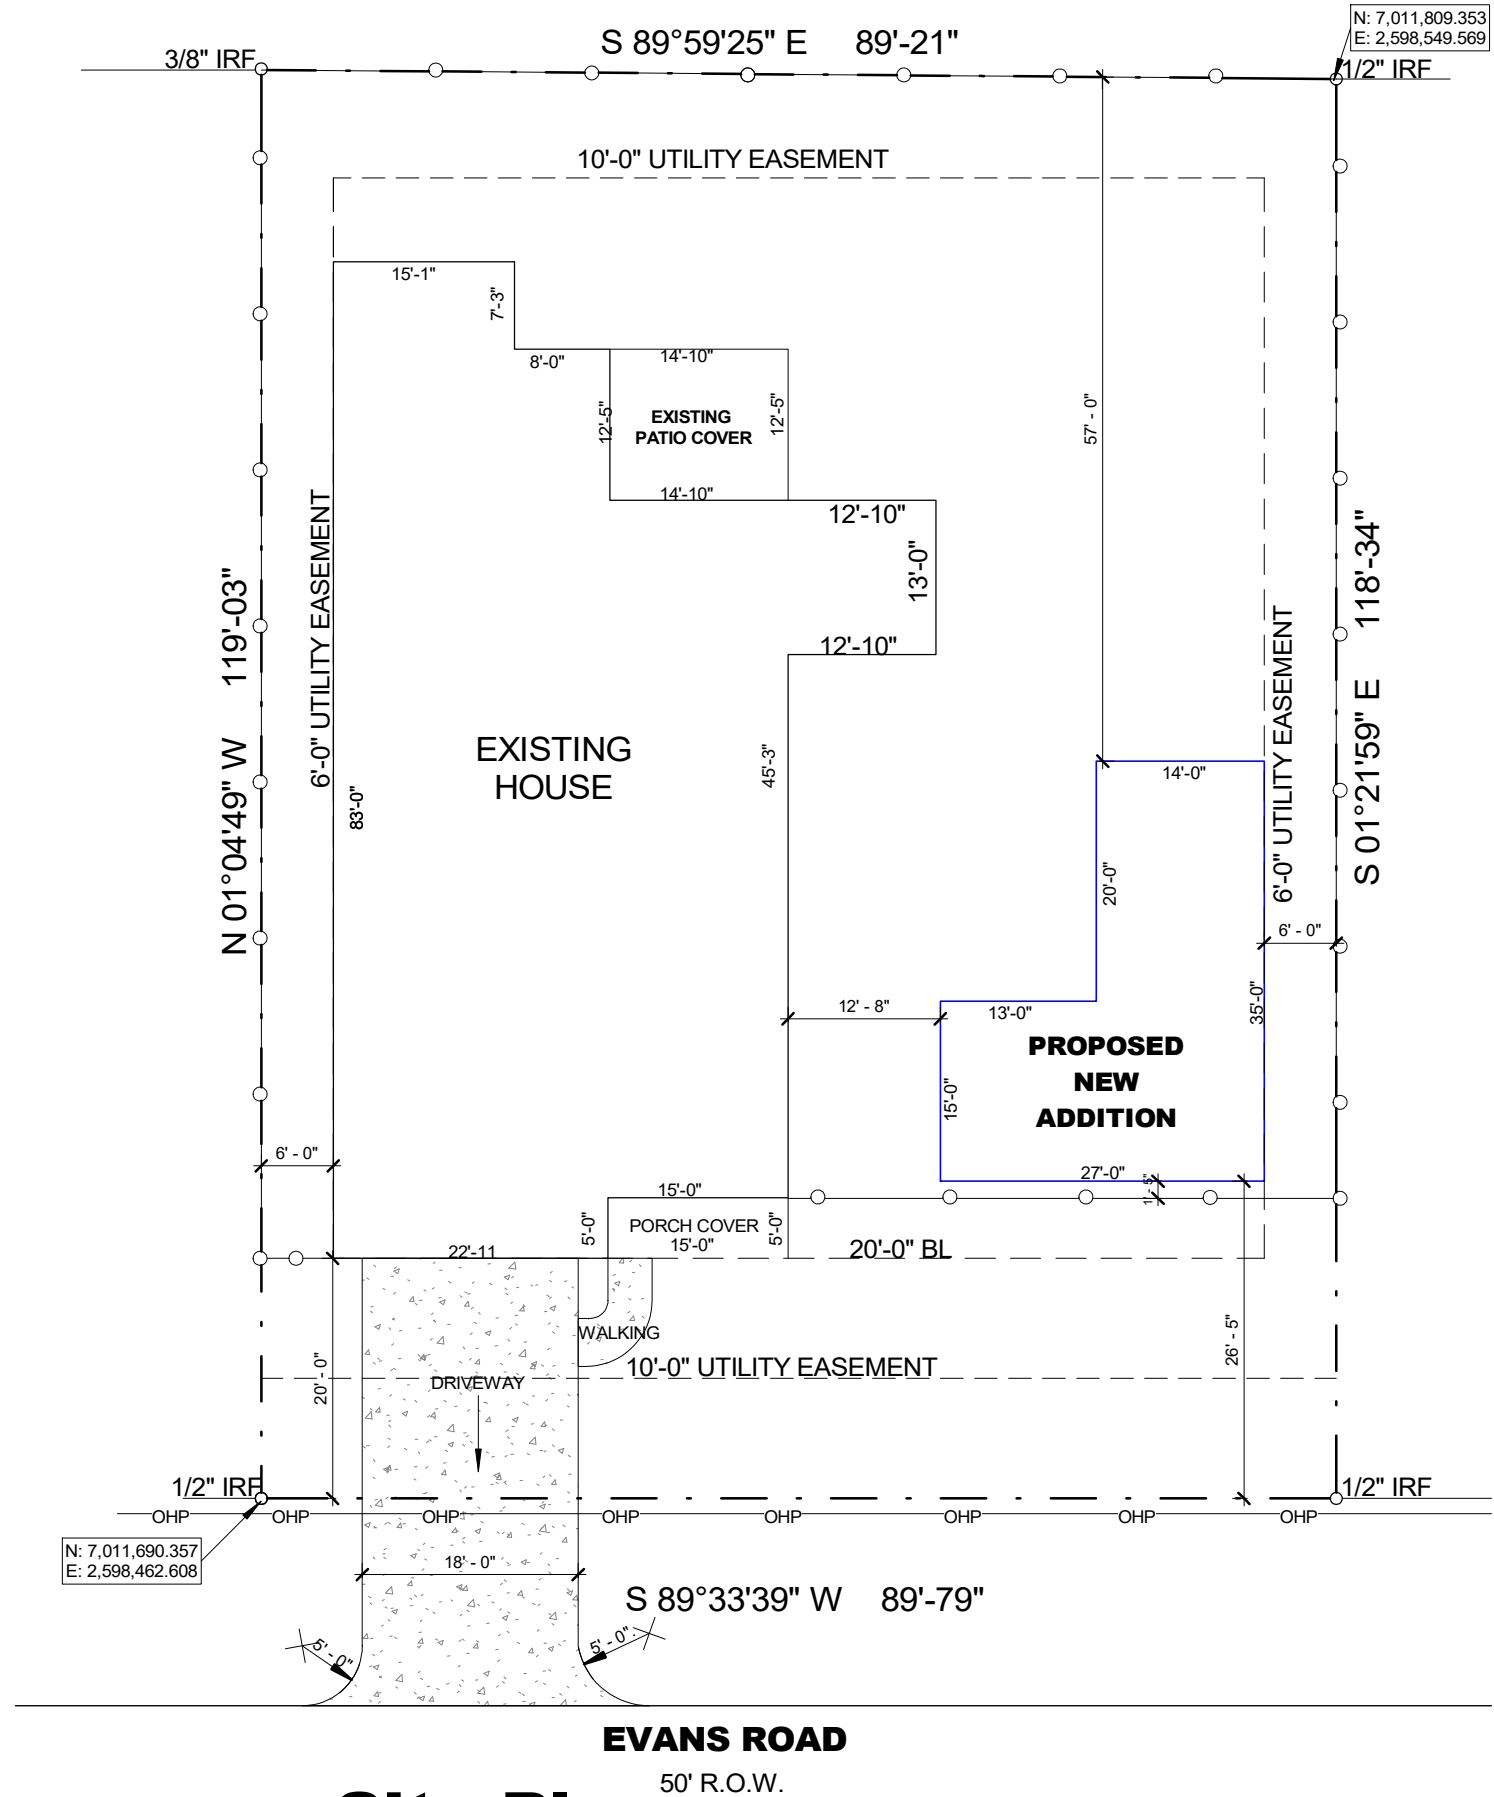 N: 7,011,809.353
E: 2,598,549.569
S 89°59'25" E 89'-21"
3/8" IRF
1/2" IRF
10'-0" UTILITY EASEMENT
15'-1"
7'-3"
8'-0"
14'-10"
12'-5"
EXISTING
PATIO COVER
12'-5"
14'-10"
57' - 0"
12'-10"
13'-0"
12'-10"
6'-0" UTILITY EASEMENT
N 01°04'49" W 119'-03"
S 01°21'59" E 118'-34"
6'-0" UTILITY EASEMENT
EXISTING
HOUSE
83'-0"
45'-3"
14'-0"
20'-0"
6' - 0"
12' - 8"
13'-0"
35'-0"
PROPOSED
NEW
ADDITION
15'-0"
6' - 0"
27'-0"
1' - 5"
15'-0"
5'-0"
PORCH COVER
5'-0"
15'-0"
22'-11
20'-0" BL
WALKING
26' - 5"
10'-0" UTILITY EASEMENT
20' - 0"
DRIVEWAY
1/2" IRF
1/2" IRF
OHP OHP OHP OHP OHP OHP OHP OHP
N: 7,011,690.357
E: 2,598,462.608
18' - 0"
S 89°33'39" W 89'-79"
5' - 0"
5' - 0"
EVANS ROAD
50' R.O.W.